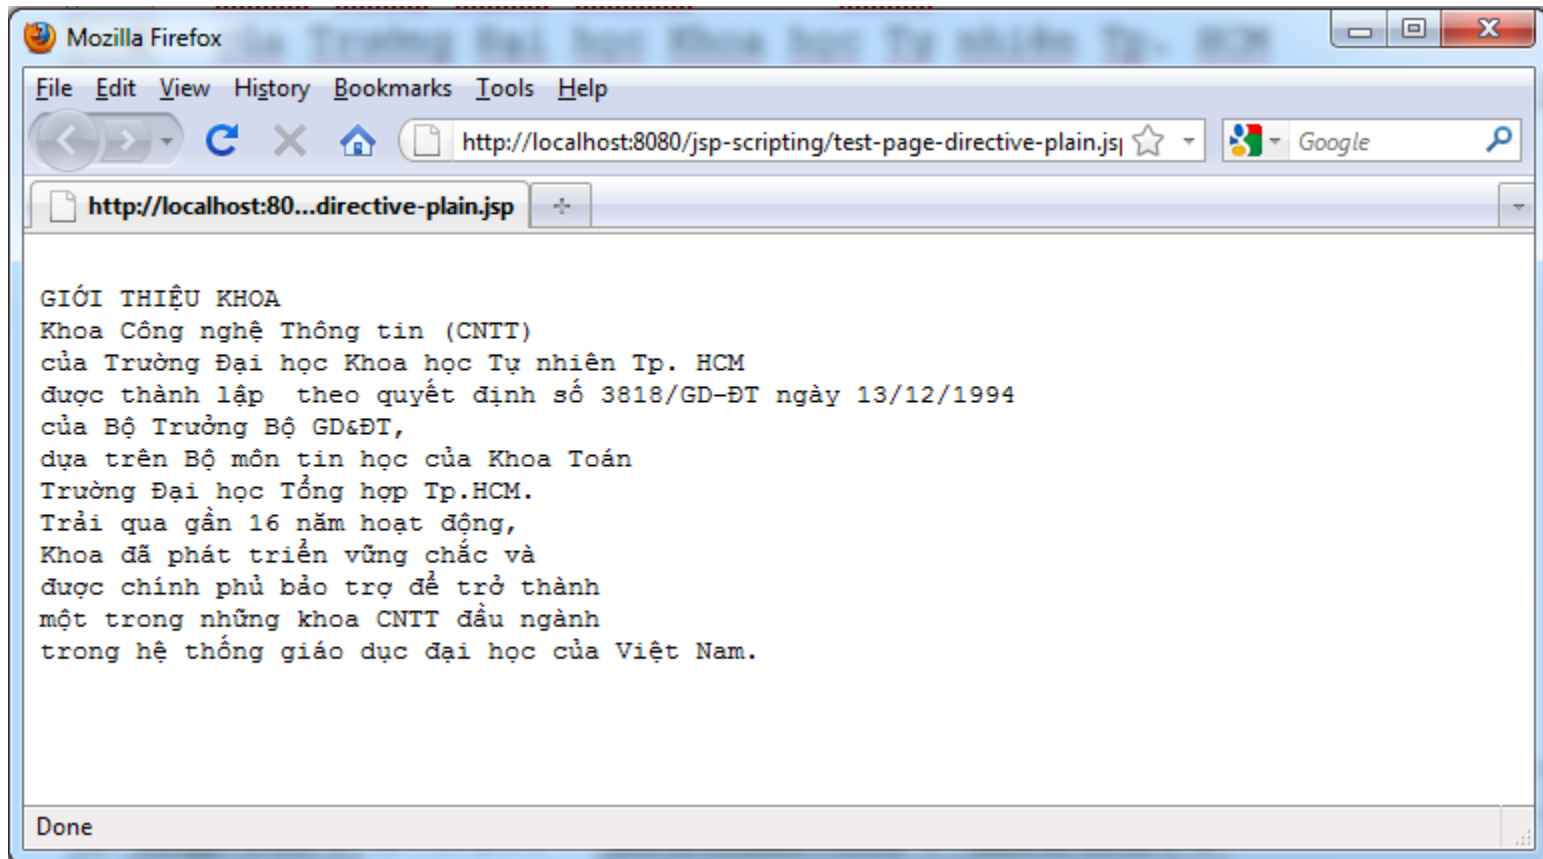 Mozilla Firefox
File Edit View History Bookmarks Tools Help
http://localhost:8080/jsp-scripting/test-page-directive-plain.jsp Google
http://localhost:80...directive-plain.jsp
GIỚI THIỆU KHOA
Khoa Công nghệ Thông tin (CNTT)
của Trường Đại học Khoa học Tự nhiên Tp. HCM
được thành lập  theo quyết định số 3818/GD-ĐT ngày 13/12/1994
của Bộ Trưởng Bộ GD&ĐT,
dựa trên Bộ môn tin học của Khoa Toán
Trường Đại học Tổng hợp Tp.HCM.
Trải qua gần 16 năm hoạt động,
Khoa đã phát triển vững chắc và
được chính phủ bảo trợ để trở thành
một trong những khoa CNTT đầu ngành
trong hệ thống giáo dục đại học của Việt Nam.
Done